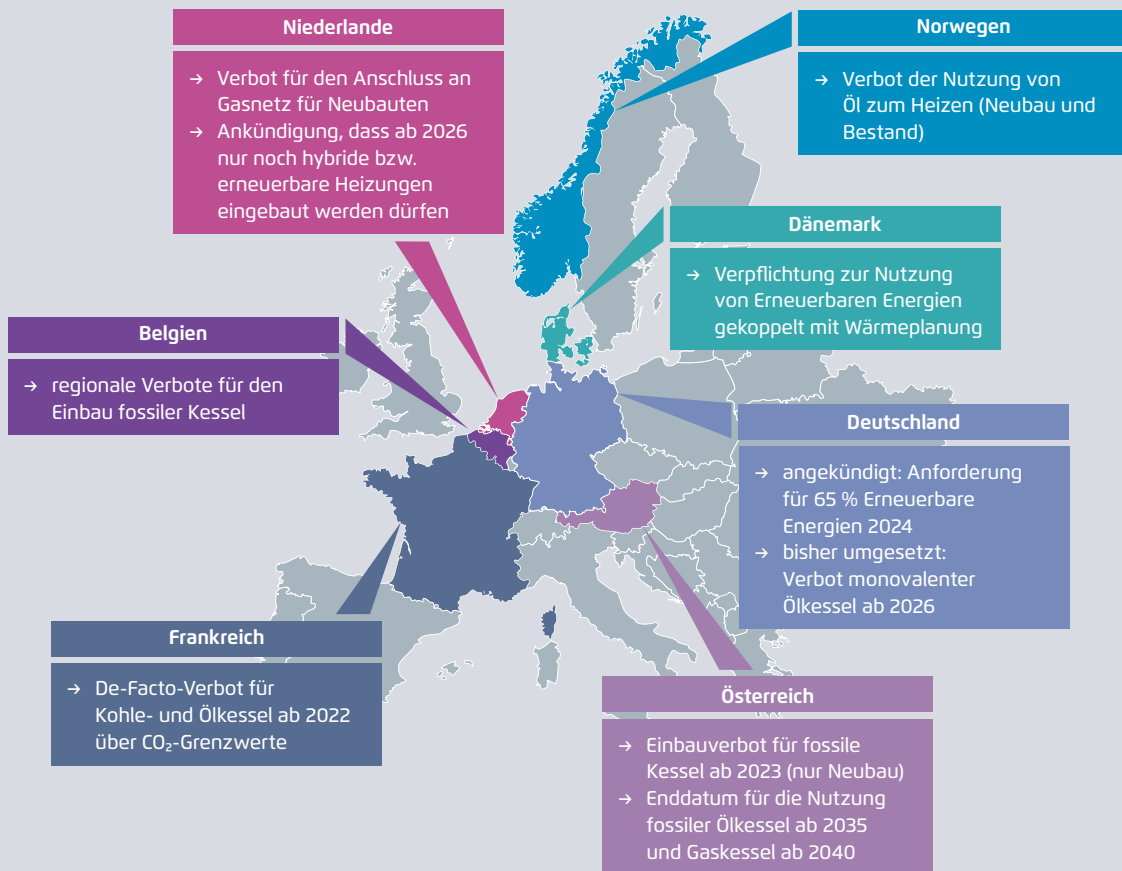 Niederlande
→ Verbot für den Anschluss an
Gasnetz für Neubauten
→ Ankündigung, dass ab 2026
nur noch hybride bzw.
erneuerbare Heizungen
eingebaut werden dürfen
Norwegen
→ Verbot der Nutzung von
Öl zum Heizen (Neubau und
Bestand)
Dänemark
→ Verpflichtung zur Nutzung
von Erneuerbaren Energien
gekoppelt mit Wärmeplanung
Belgien
→ regionale Verbote für den
Einbau fossiler Kessel
Deutschland
→ angekündigt: Anforderung
für 65 % Erneuerbare
Energien 2024
→ bisher umgesetzt:
Verbot monovalenter
Ölkessel ab 2026
Frankreich
→ De-Facto-Verbot für
Kohle- und Ölkessel ab 2022
über CO₂-Grenzwerte
Österreich
→ Einbauverbot für fossile
Kessel ab 2023 (nur Neubau)
→ Enddatum für die Nutzung
fossiler Ölkessel ab 2035
und Gaskessel ab 2040